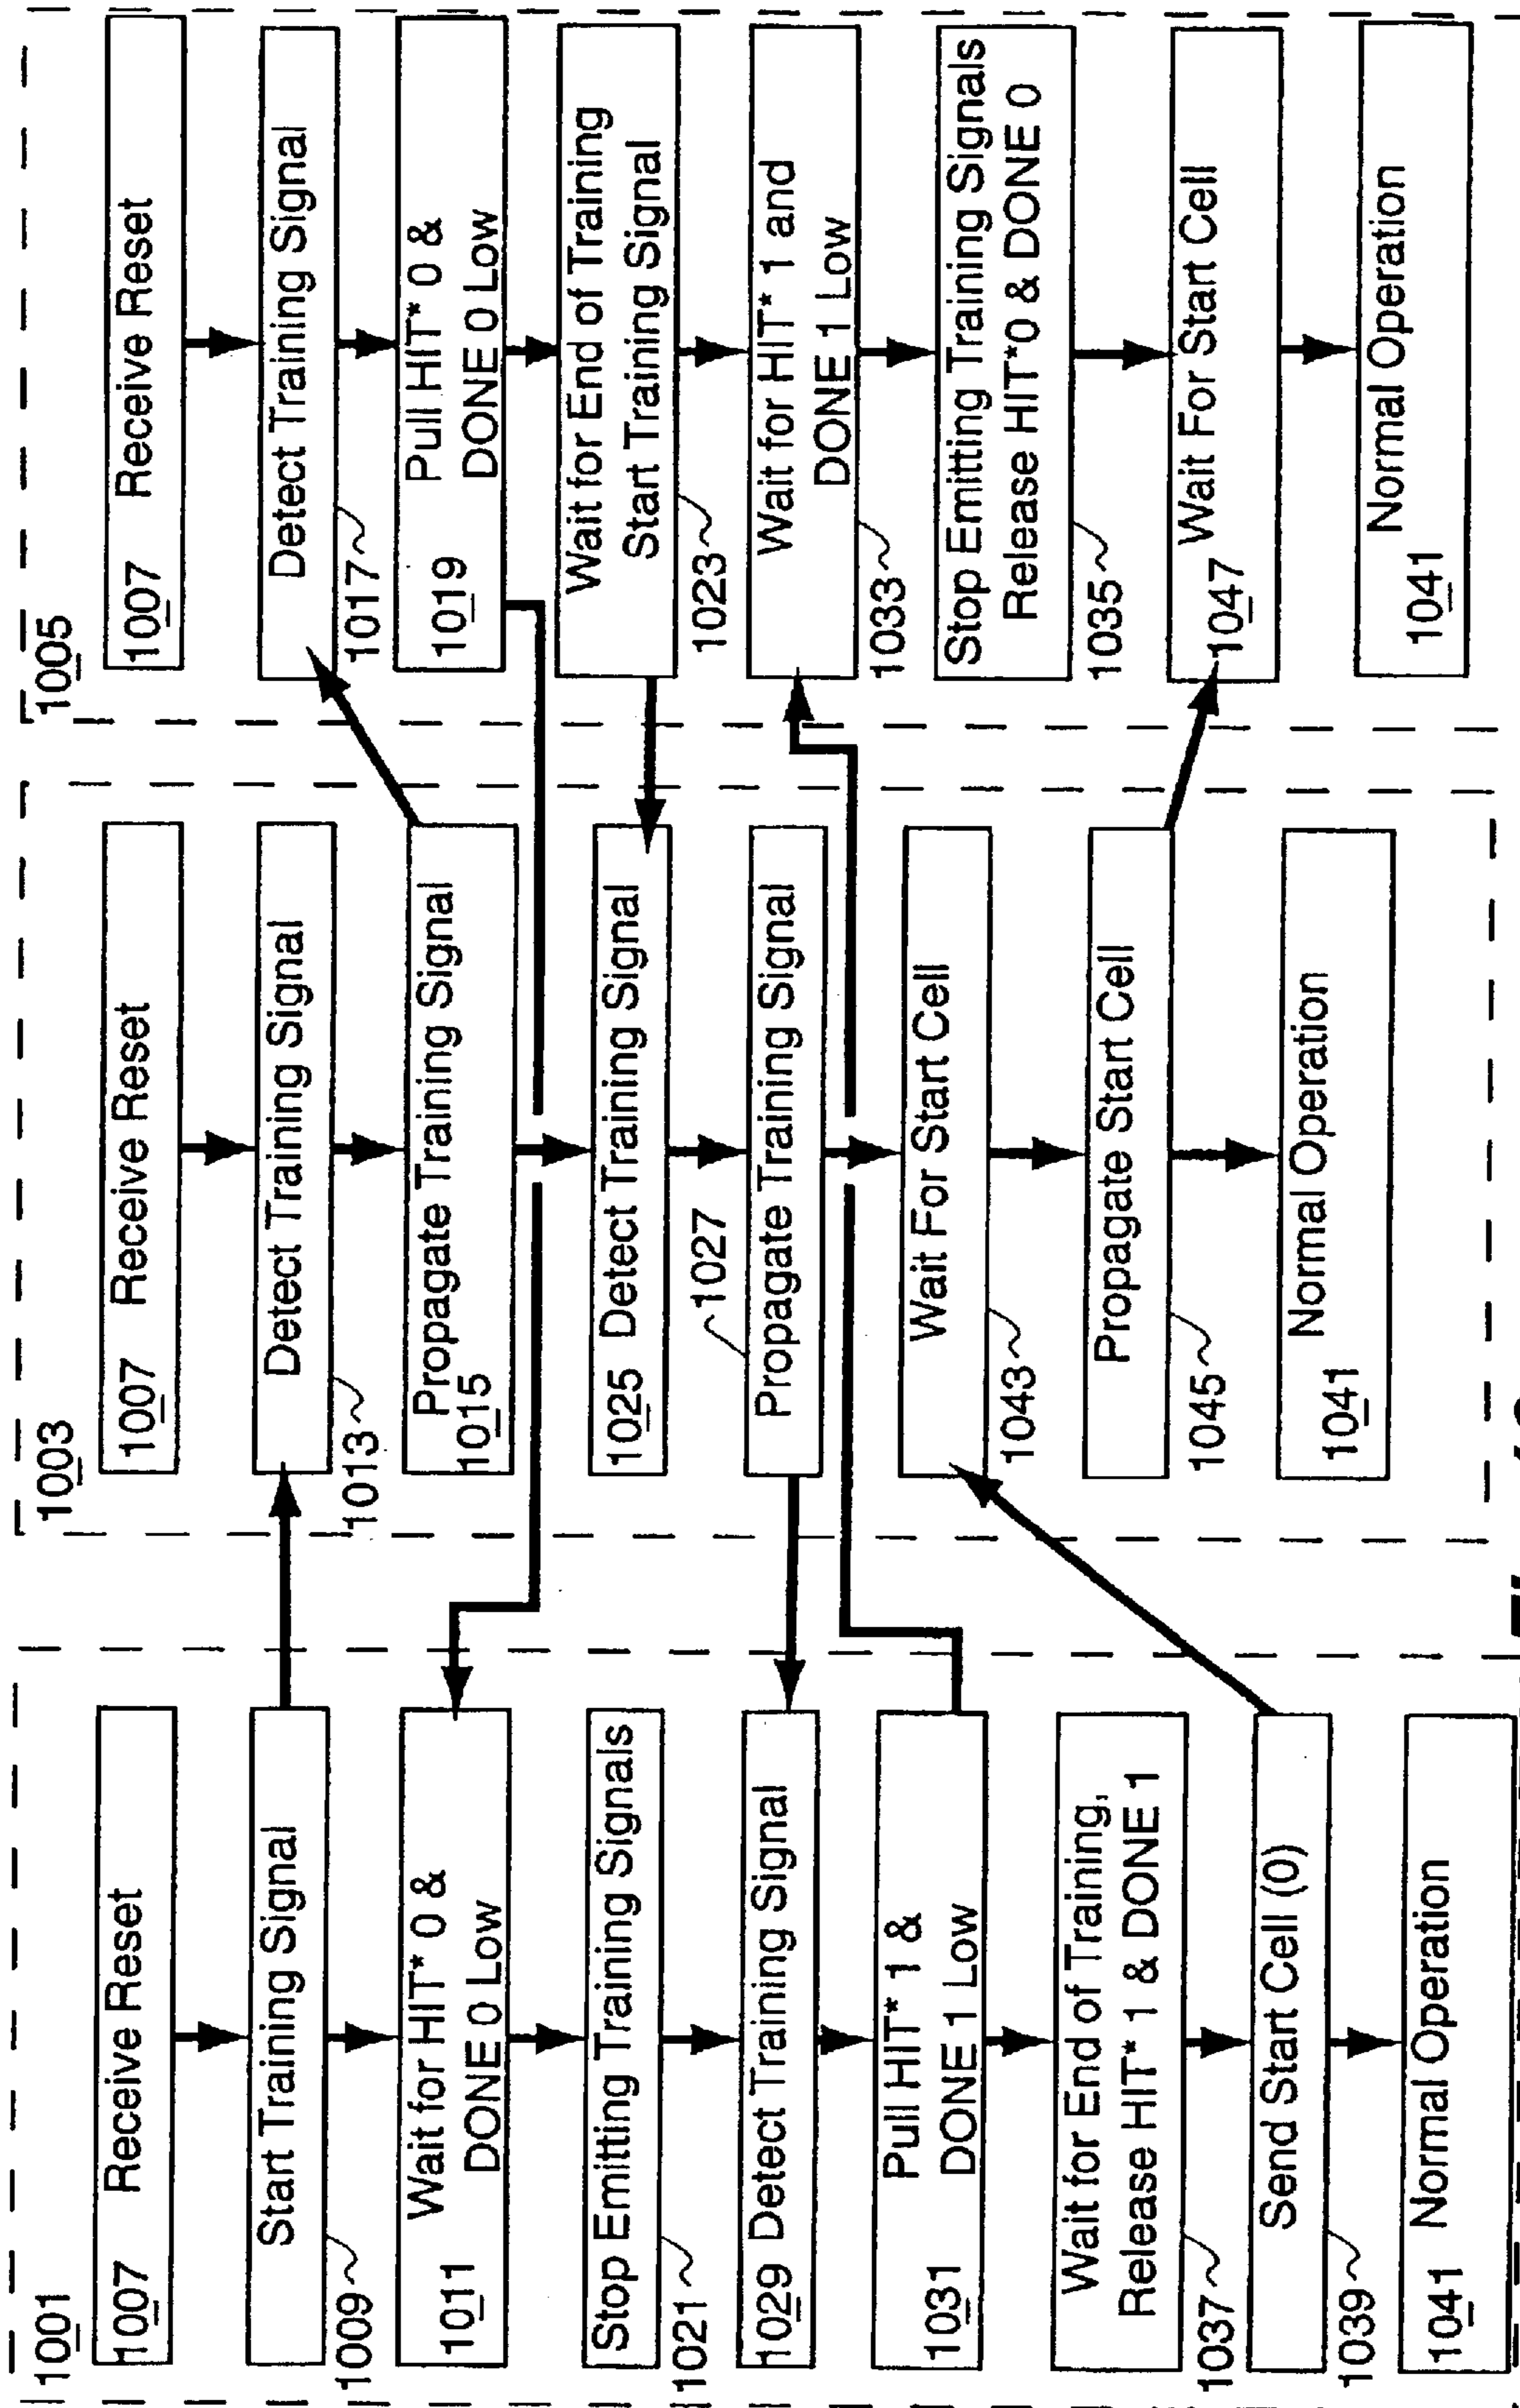 1001
1007 Receive Reset
Start Training Signal
1009
Wait for HIT* 0 &
DONE 0 Low
1011
Stop Emitting Training Signals
1021
1029 Detect Training Signal
Pull HIT* 1 &
DONE 1 Low
1031
Wait for End of Training,
Release HIT* 1 & DONE 1
1037
Send Start Cell (0)
1039
1041 Normal Operation
1003
1007 Receive Reset
Detect Training Signal
1013
Propagate Training Signal
1015
1025 Detect Training Signal
1027
Propagate Training Signal
Wait For Start Cell
1043
Propagate Start Cell
1045
Normal Operation
1041
1005
1007 Receive Reset
Detect Training Signal
1017
Pull HIT* 0 &
DONE 0 Low
1019
Wait for End of Training
Start Training Signal
1023
Wait for HIT* 1 and
DONE 1 Low
1033
Stop Emitting Training Signals
Release HIT*0 & DONE 0
1035
Wait For Start Cell
1047
Normal Operation
1041